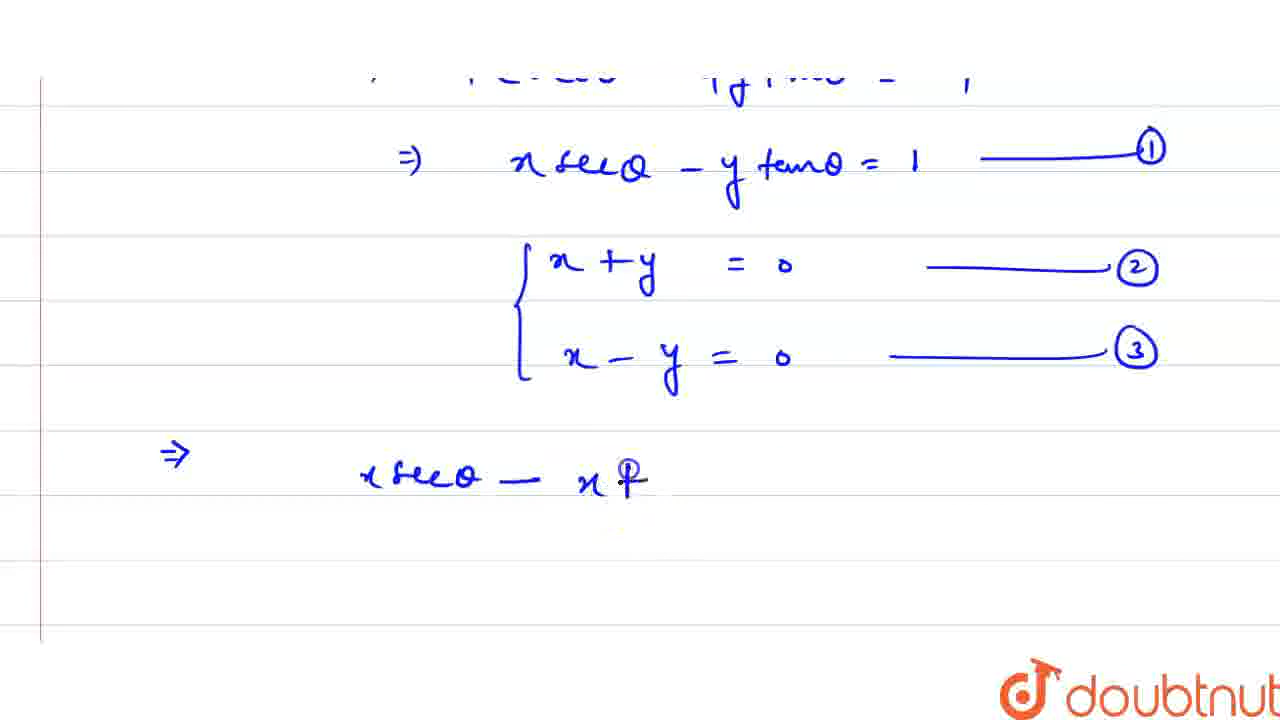 ⇒ x secθ - y tanθ = 1 ——— ①
x + y = 0 ——— ②
x - y = 0 ——— ③
⇒ x secθ - x
doubtnut